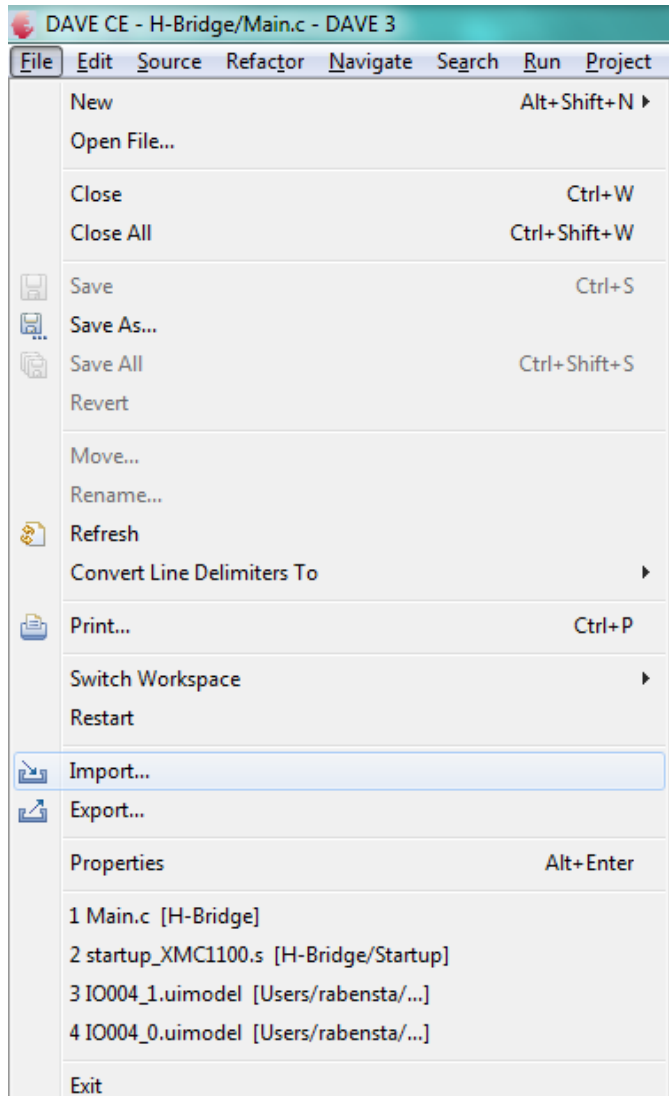 DAVE CE - H-Bridge/Main.c - DAVE 3
File Edit Source Refactor Navigate Search Run Project
New Alt+Shift+N
Open File...
Close Ctrl+W
Close All Ctrl+Shift+W
Save Ctrl+S
Save As...
Save All Ctrl+Shift+S
Revert
Move...
Rename...
Refresh
Convert Line Delimiters To
Print... Ctrl+P
Switch Workspace
Restart
Import...
Export...
Properties Alt+Enter
1 Main.c [H-Bridge]
2 startup_XMC1100.s [H-Bridge/Startup]
3 IO004_1.uimodel [Users/rabensta/...]
4 IO004_0.uimodel [Users/rabensta/...]
Exit